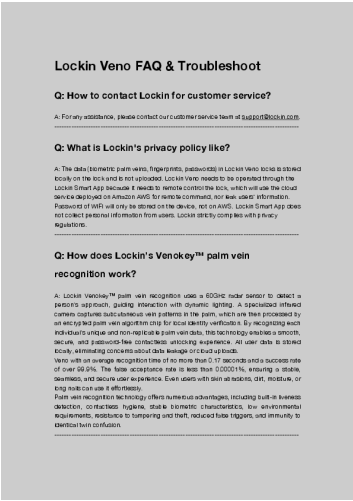 Lockin Veno FAQ & Troubleshoot
Q: How to contact Lockin for customer service?
A: For any assistance, please contact our customer service team at support@lockin.com.
Q: What is Lockin's privacy policy like?
A: The data (biometric palm veins, fingerprints, passwords) in Lockin Veno locks is stored
locally on the lock and is not uploaded. Lockin Veno needs to be operated through the
Lockin Smart App because it needs to remote control the lock, which will use the cloud
service deployed on Amazon AWS for remote command, nor leak users' information.
Password of WiFi will only be stored on the device, not on AWS. Lockin Smart App does
not collect personal information from users. Lockin strictly complies with privacy
regulations.
Q: How does Lockin's Venokey™ palm vein
recognition work?
A: Lockin Venokey™ palm vein recognition uses a 60GHz radar sensor to detect a
person's approach, guiding interaction with dynamic lighting. A specialized infrared
camera captures subcutaneous vein patterns in the palm, which are then processed by
an encrypted palm vein algorithm chip for local identity verification. By recognizing each
individual's unique and non-replicable palm vein data, this technology enables a smooth,
secure, and password-free contactless unlocking experience. All user data is stored
locally, eliminating concerns about data leakage or cloud uploads.
Veno with an average recognition time of no more than 0.17 seconds and a success rate
of over 99.9%. The false acceptance rate is less than 0.00001%, ensuring a stable,
seamless, and secure user experience. Even users with skin abrasions, dirt, moisture, or
long nails can use it effortlessly.
Palm vein recognition technology offers numerous advantages, including built-in liveness
detection, contactless hygiene, stable biometric characteristics, low environmental
requirements, resistance to tampering and theft, reduced false triggers, and immunity to
identical twin confusion.